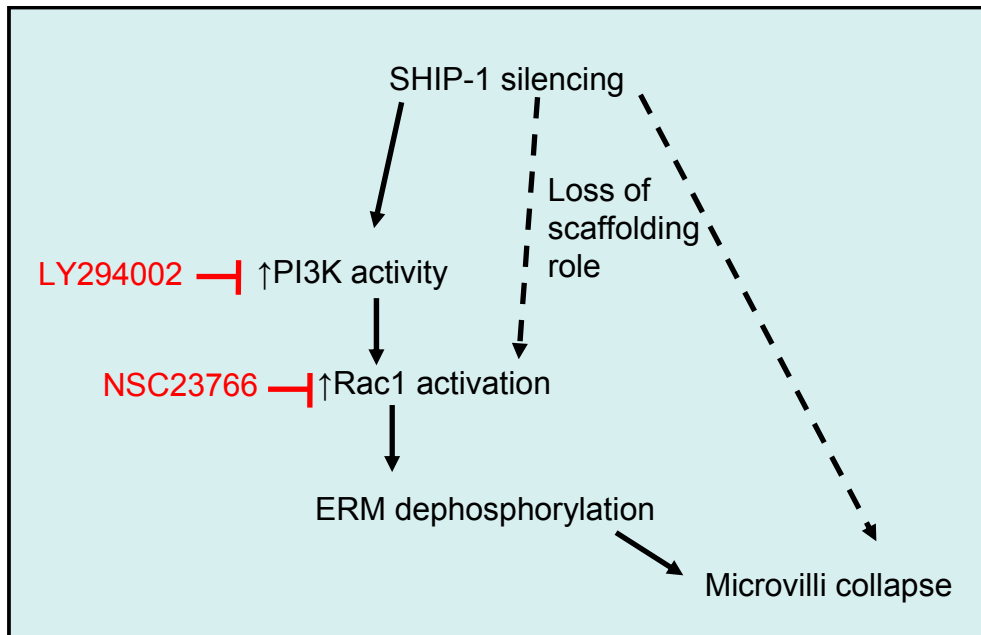 SHIP-1 silencing
Loss of
scaffolding
role
LY294002
↑PI3K activity
NSC23766
↑Rac1 activation
ERM dephosphorylation
Microvilli collapse